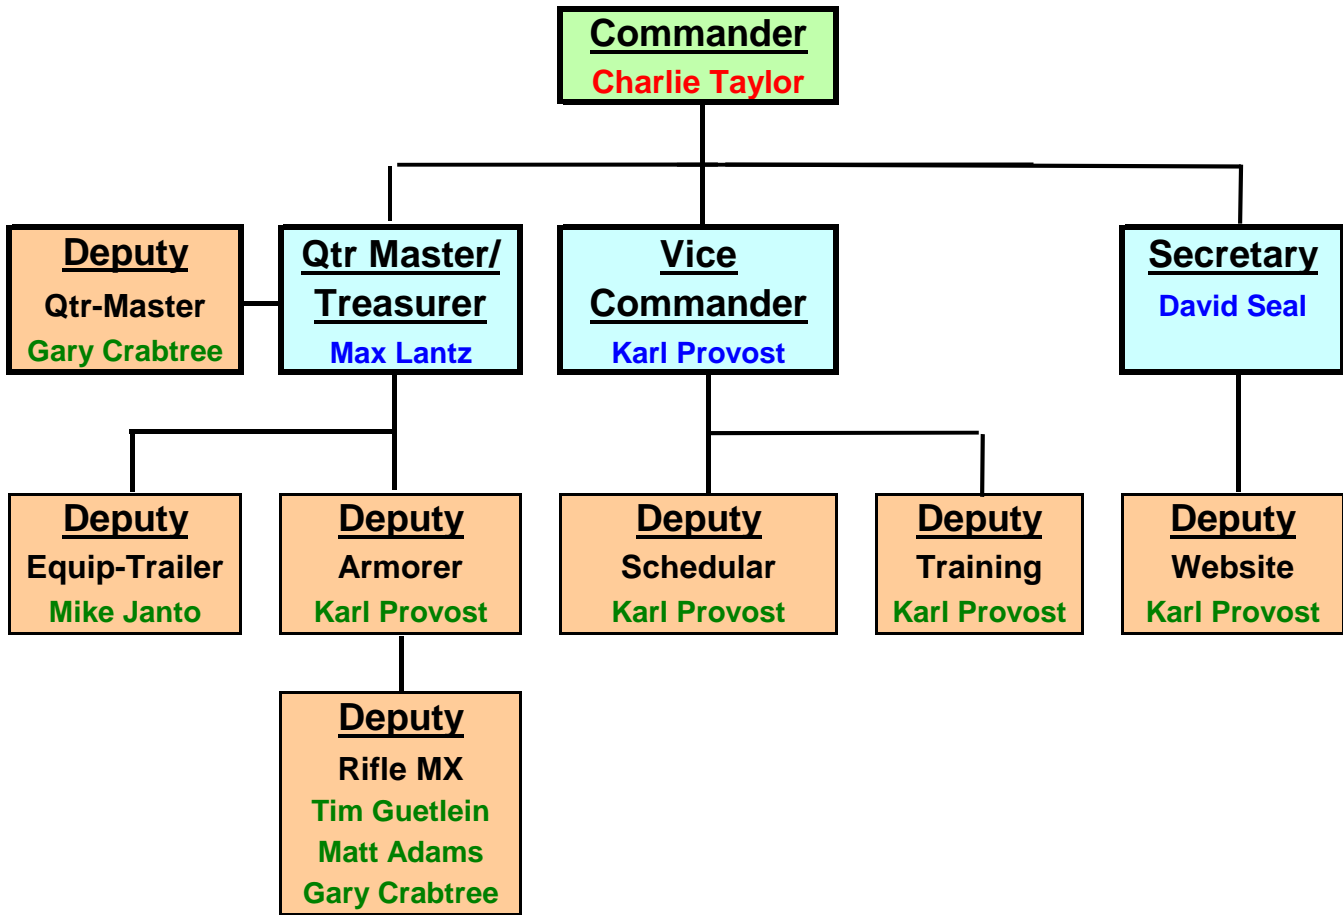 Commander
Charlie Taylor
Deputy
Qtr-Master
Gary Crabtree
Qtr Master/
Treasurer
Max Lantz
Vice
Commander
Karl Provost
Secretary
David Seal
Deputy
Equip-Trailer
Mike Janto
Deputy
Armorer
Karl Provost
Deputy
Schedular
Karl Provost
Deputy
Training
Karl Provost
Deputy
Website
Karl Provost
Deputy
Rifle MX
Tim Guetlein
Matt Adams
Gary Crabtree